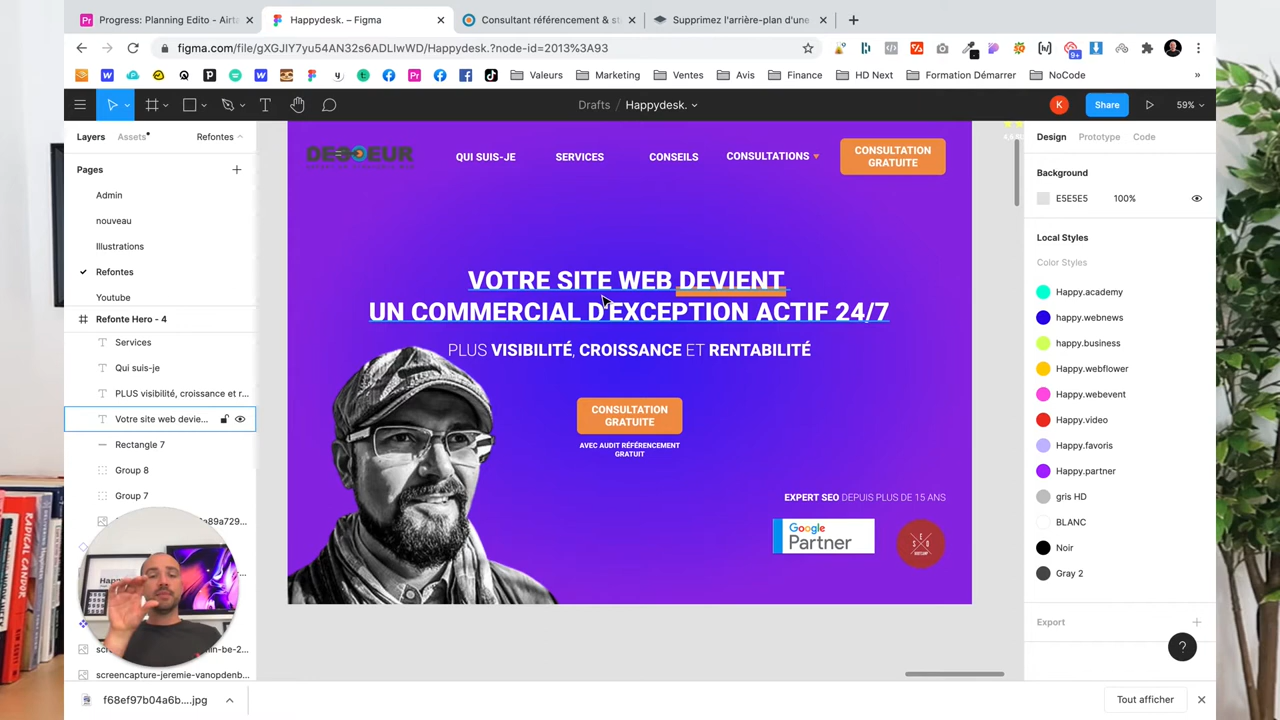 Progress: Planning Edito - Airta
Happydesk. – Figma
Consultant référencement & st
Supprimez l'arrière-plan d'une
figma.com/file/gXGJIY7yu54AN32s6ADLIwWD/Happydesk.?node-id=2013%3A93
Valeurs
Marketing
Ventes
Avis
Finance
HD Next
Formation Démarrer
NoCode
»
Drafts / Happydesk.
K
Share
59%
Layers
Assets
Refontes
Pages
Admin
nouveau
Illustrations
Refontes
Youtube
Refonte Hero - 4
Services
Qui suis-je
PLUS visibilité, croissance et r...
Votre site web devie...
Rectangle 7
Group 8
Group 7
QUI SUIS-JE
SERVICES
CONSEILS
CONSULTATIONS
CONSULTATION
GRATUITE
VOTRE SITE WEB DEVIENT
UN COMMERCIAL D'EXCEPTION ACTIF 24/7
PLUS VISIBILITÉ, CROISSANCE ET RENTABILITÉ
CONSULTATION
GRATUITE
AVEC AUDIT RÉFÉRENCEMENT
GRATUIT
EXPERT SEO DEPUIS PLUS DE 15 ANS
Google
Partner
Design
Prototype
Code
Background
E5E5E5
100%
Local Styles
Color Styles
Happy.academy
happy.webnews
happy.business
Happy.webflower
Happy.webevent
Happy.video
Happy.favoris
Happy.partner
gris HD
BLANC
Noir
Gray 2
Export
?
f68ef97b04a6b....jpg
Tout afficher
RADICAL CANDOR